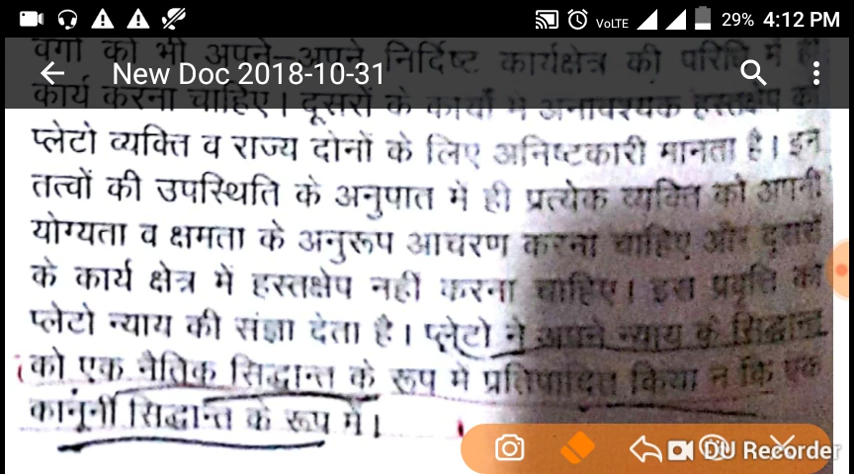 29% 4:12 PM
VoLTE
वर्गों को भी अपने-अपने निर्दिष्ट कार्यक्षेत्र की परिधि में ही
New Doc 2018-10-31
कार्य करना चाहिए। दूसरों के कार्यों में अनावश्यक हस्तक्षेप को
प्लेटो व्यक्ति व राज्य दोनों के लिए अनिष्टकारी मानता है। इन
तत्वों की उपस्थिति के अनुपात में ही प्रत्येक व्यक्ति को अपनी
योग्यता व क्षमता के अनुरूप आचरण करना चाहिए और दूसरों
के कार्य क्षेत्र में हस्तक्षेप नहीं करना चाहिए। इस प्रवृत्ति को
प्लेटो न्याय की संज्ञा देता है। प्लेटो ने अपने न्याय के सिद्धान्त
को एक नैतिक सिद्धान्त के रूप में प्रतिपादित किया न कि एक
कानूनी सिद्धान्त के रूप में।
DU Recorder